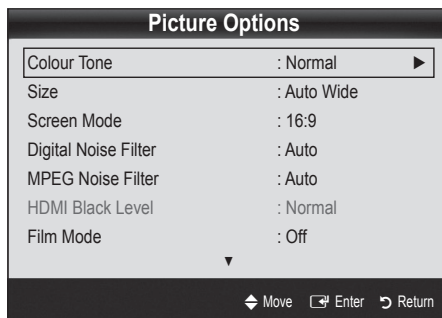 Picture Options
Colour Tone : Normal ▶
Size : Auto Wide
Screen Mode : 16:9
Digital Noise Filter : Auto
MPEG Noise Filter : Auto
HDMI Black Level : Normal
Film Mode : Off
▼
Move Enter Return